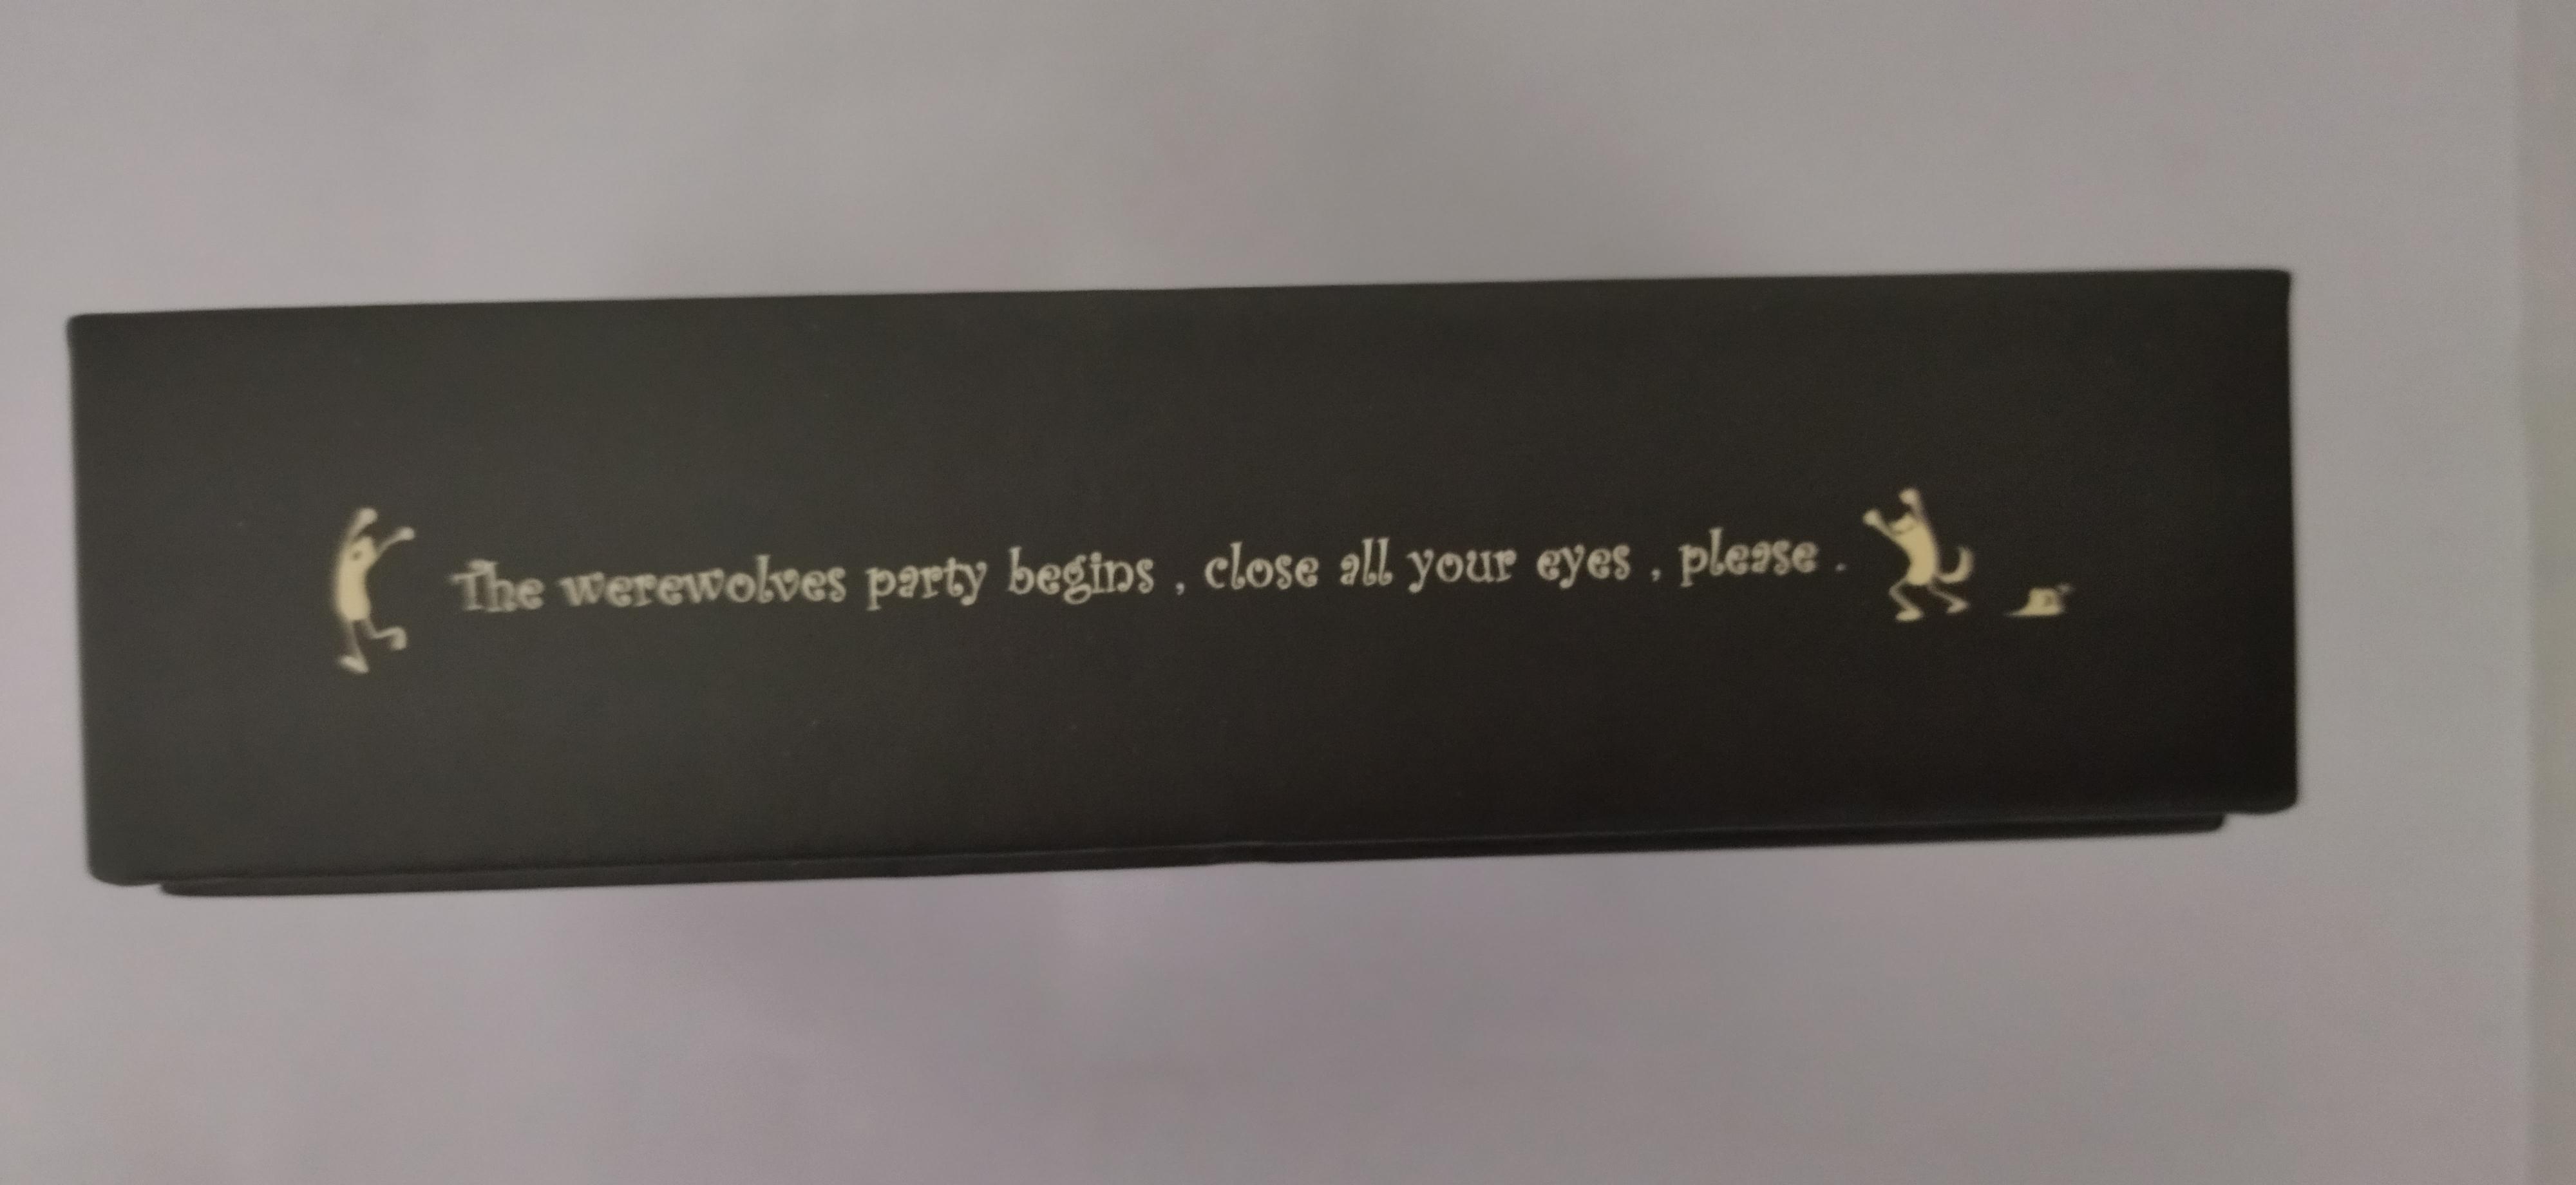 The werewolves party begins , close all your eyes , please .